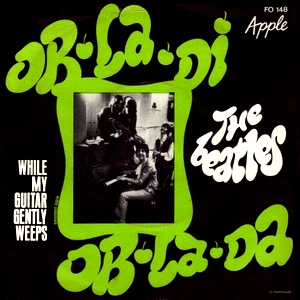 FO 148
Apple
OB-LA-DI
THE
beatles
WHILE
MY
GUITAR
GENTLY
WEEPS
OB-LA-DA